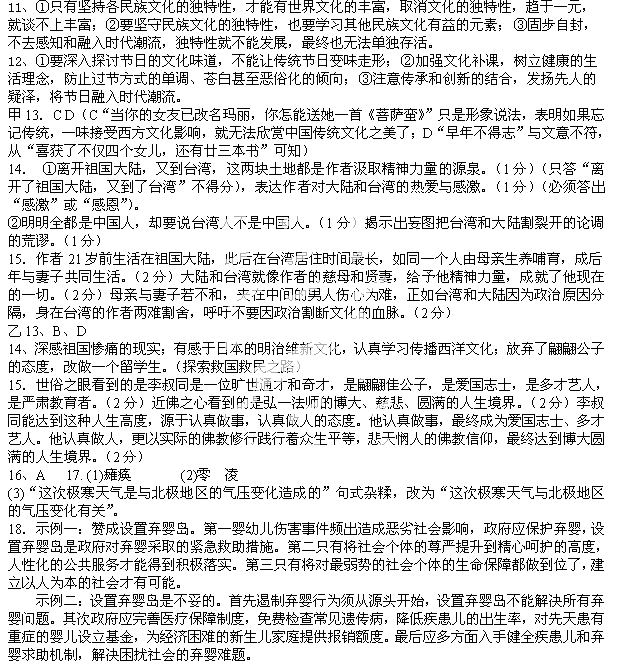 11、①只有坚持各民族文化的独特性，才能有世界文化的丰富，取消文化的独特性，趋于一元，
就谈不上丰富；②要坚守民族文化的独特性，也要学习其他民族文化有益的元素；③固步自封，
不去感知和融入时代潮流，独特性就不能发展，最终也无法单独存活。
12、①要深入探讨节日的文化味道，不能让传统节日变味走形；②加强文化补课，树立健康的生
活理念，防止过节方式的单调、苍白甚至恶俗化的倾向；③注意传承和创新的结合，发扬先人的
疑泽，将节日融入时代潮流。
甲 13．ＣＤ（Ｃ“当你的女友已改名玛丽，你怎能送她一首《菩萨蛮》”只是形象说法，表明如果忘
记传统，一味接受西方文化影响，就无法欣赏中国传统文化之美了；D“早年不得志”与文意不符，
从“喜获了不仅四个女儿，还有廿三本书”可知）
14． ①离开祖国大陆，又到台湾，这两块土地都是作者汲取精神力量的源泉。（1 分）（只答“离
开了祖国大陆，又到了台湾”不得分），表达作者对大陆和台湾的热爱与感激。（1 分）（必须答出
“感激”或“感恩”）。
②明明全都是中国人，却要说台湾人不是中国人。（1 分）揭示出妄图把台湾和大陆割裂开的论调
的荒谬。（1 分）
15．作者 21 岁前生活在祖国大陆，此后在台湾居住时间最长，如同一个人由母亲生养哺育，成后
年与妻子共同生活。（2 分）大陆和台湾就像作者的慈母和贤妻，给予他精神力量，成就了他现在
的一切。（2 分）母亲与妻子若不和，夹在中间的男人伤心为难，正如台湾和大陆因为政治原因分
隔，身在台湾的作者两难割舍，呼吁不要因政治割断文化的血脉。（2 分）
乙 13、B、D
14、深感祖国惨痛的现实；有感于日本的明治维新文化，认真学习传播西洋文化；放弃了翩翩公子
的态度，改做一个留学生。（探索救国救民之路）
15．世俗之眼看到的是李叔同是一位旷世通才和奇才，是翩翩佳公子，是爱国志士，是多才艺人，
是严肃教育者。（2 分）近佛之心看到的是弘一法师的博大、慈悲、圆满的人生境界。（2 分）李叔
同能达到这种人生高度，源于认真做事，认真做人的态度。他认真做事，最终成为爱国志士、多才
艺人。他认真做人，更以实际的佛教修行践行着众生平等，悲天悯人的佛教信仰，最终达到博大圆
满的人生境界。（2 分）
16、A 17. (1)瘫痪 (2)零 凌
(3)“这次极寒天气是与北极地区的气压变化造成的”句式杂糅，改为“这次极寒天气与北极地区
的气压变化有关”。
18．示例一：赞成设置弃婴岛。第一婴幼儿伤害事件频出造成恶劣社会影响，政府应保护弃婴，设
置弃婴岛是政府对弃婴采取的紧急救助措施。第二只有将社会个体的尊严提升到精心呵护的高度，
人性化的公共服务才能得到积极落实。第三只有将对最弱势的社会个体的生命保障都做到位了，建
立以人为本的社会才有可能。
示例二：设置弃婴岛是不妥的。首先遏制弃婴行为须从源头开始，设置弃婴岛不能解决所有弃
婴问题。其次政府应完善医疗保障制度，免费检查常见遗传病，降低疾患儿的出生率，对先天患有
重症的婴儿设立基金，为经济困难的新生儿家庭提供报销额度。最后应多方面入手健全疾患儿和弃
婴求助机制，解决困扰社会的弃婴难题。